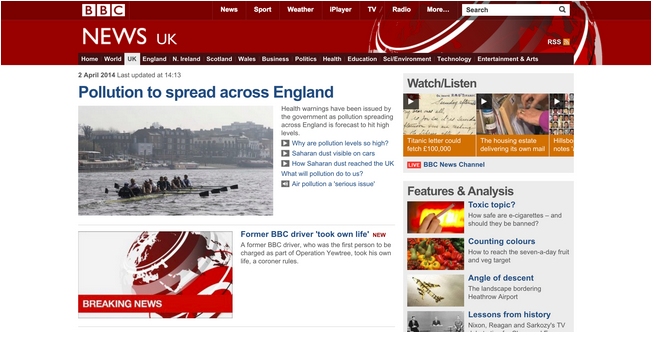 BBC News Sport Weather iPlayer TV Radio More... Search
NEWS UK
RSS
Home World UK England N. Ireland Scotland Wales Business Politics Health Education Sci/Environment Technology Entertainment & Arts
2 April 2014 Last updated at 14:13
Pollution to spread across England
Health warnings have been issued by
the government as pollution spreading
across England is forecast to hit high
levels.
Why are pollution levels so high?
Saharan dust visible on cars
How Saharan dust reached the UK
What will pollution do to us?
Air pollution a 'serious issue'
BREAKING NEWS
Former BBC driver 'took own life' NEW
A former BBC driver, who was the first person to be
charged as part of Operation Yewtree, took his own
life, a coroner rules.
Watch/Listen
Titanic letter could
fetch £100,000
The housing estate
delivering its own mail
Hillsbo
notes '
LIVE BBC News Channel
Features & Analysis
Toxic topic?
How safe are e-cigarettes – and
should they be banned?
Counting colours
How to reach the seven-a-day fruit
and veg target
Angle of descent
The landscape bordering
Heathrow Airport
Lessons from history
Nixon, Reagan and Sarkozy's TV